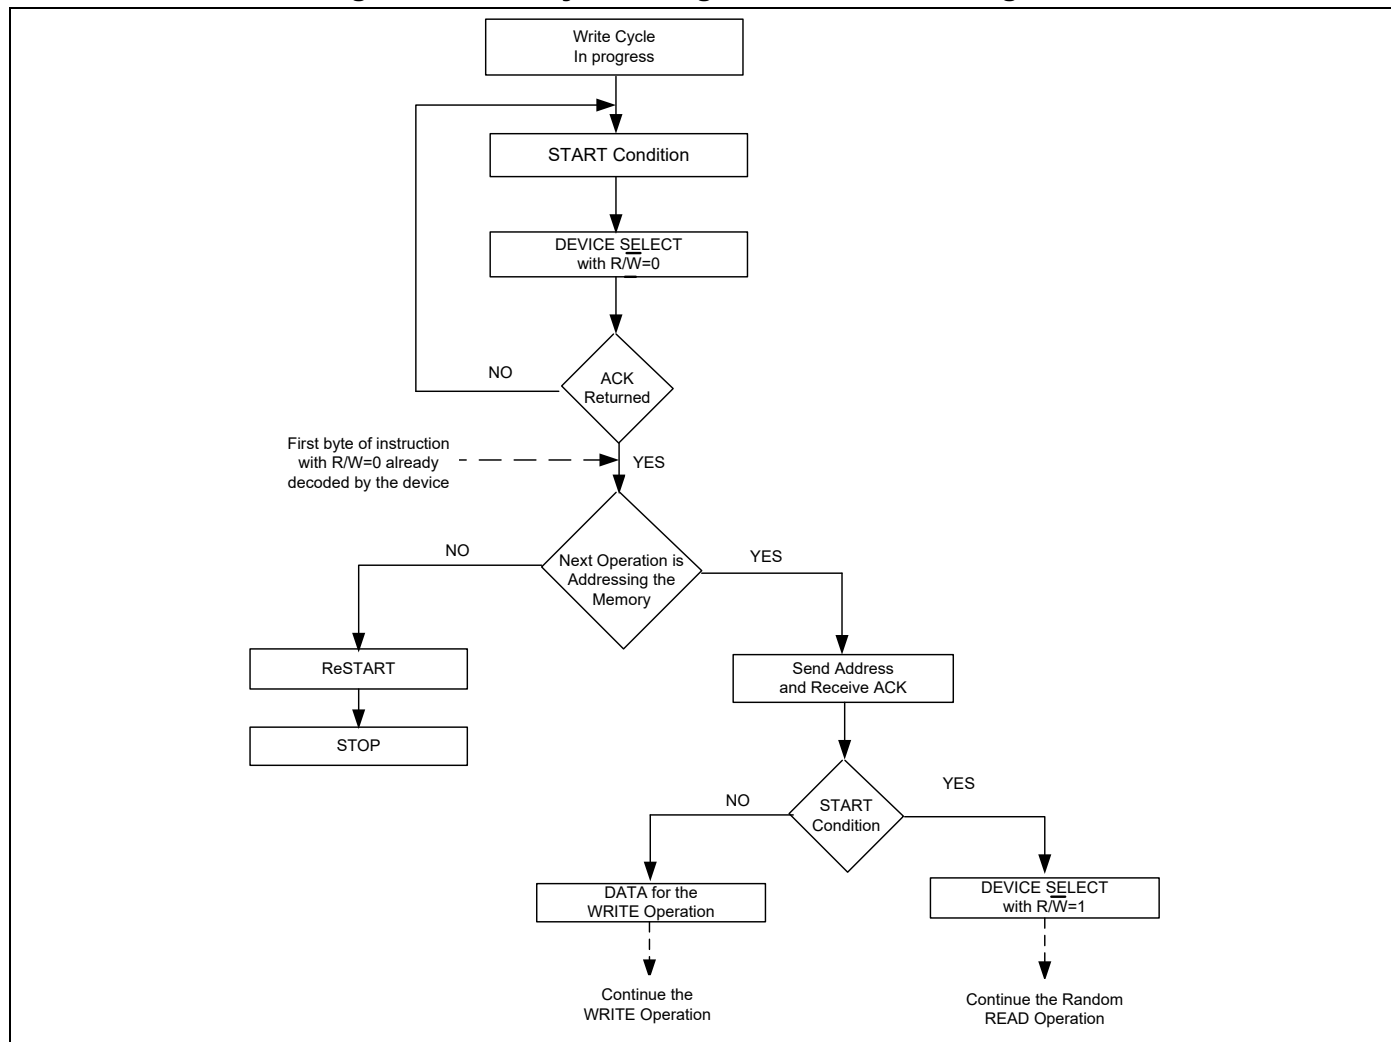 Write Cycle
In progress
START Condition
DEVICE SELECT
with R/W̅=0
NO
ACK
Returned
First byte of instruction
with R/W=0 already
decoded by the device
YES
NO
YES
Next Operation is
Addressing the
Memory
ReSTART
Send Address
and Receive ACK
STOP
YES
NO
START
Condition
DATA for the
WRITE Operation
DEVICE SELECT
with R/W̅=1
Continue the
WRITE Operation
Continue the Random
READ Operation